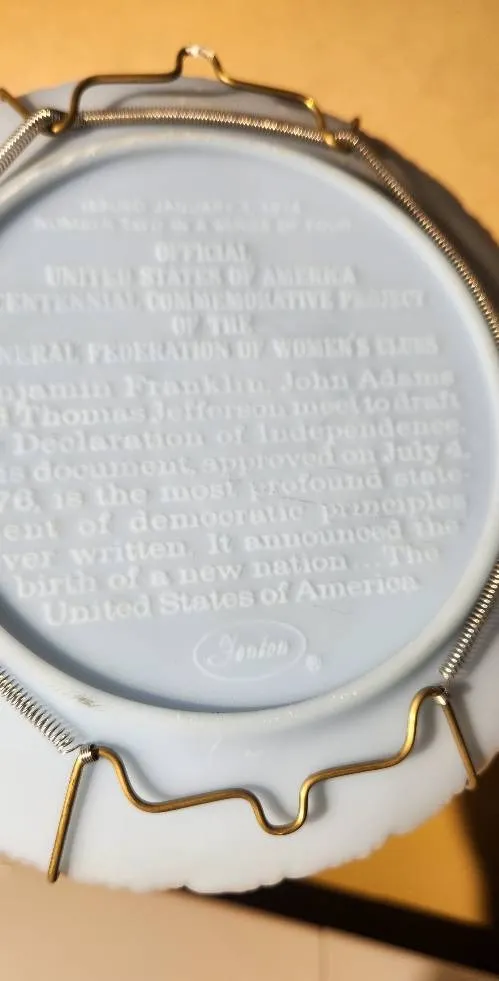 OFFICIAL
UNITED STATES OF AMERICA
CENTENNIAL COMMEMORATIVE PROJECT
OF THE
NERAL FEDERATION OF WOMEN'S CLUBS
njamin Franklin, John Adams
Thomas Jefferson meet to draft
Declaration of Independence
is document, approved on July 4,
76, is the most profound state
ent of democratic principles
ver written. It announced the
birth of a new nation ... The
United States of America
Fenton ®